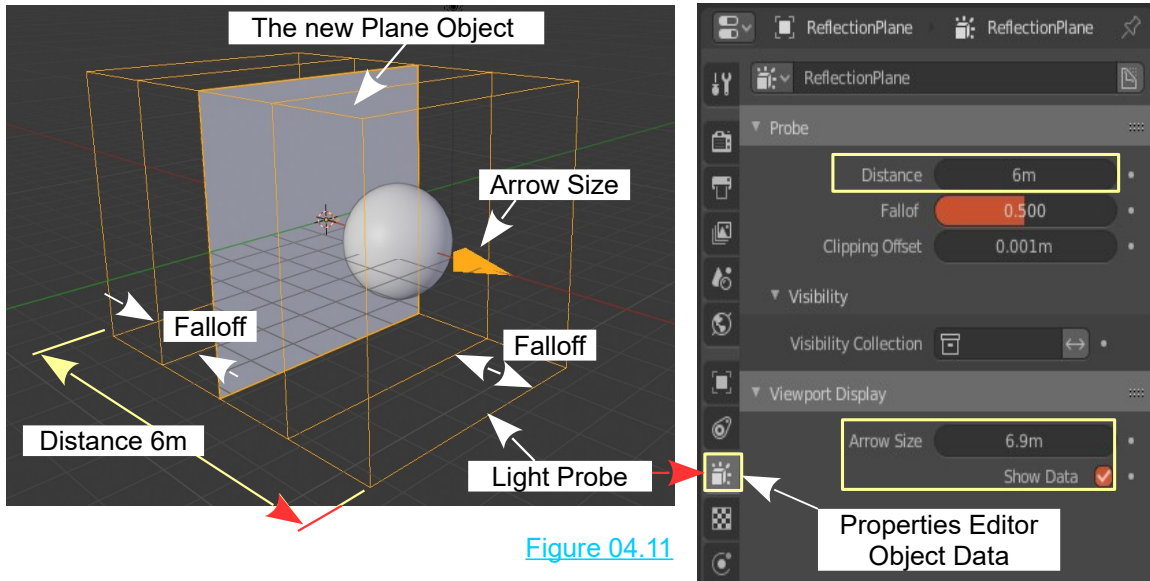 The new Plane Object
Arrow Size
Falloff
Falloff
Distance 6m
Light Probe
Figure 04.11
ReflectionPlane ReflectionPlane
ReflectionPlane
Probe
Distance 6m
Fallof 0.500
Clipping Offset 0.001m
Visibility
Visibility Collection
Viewport Display
Arrow Size 6.9m
Show Data
Properties Editor
Object Data